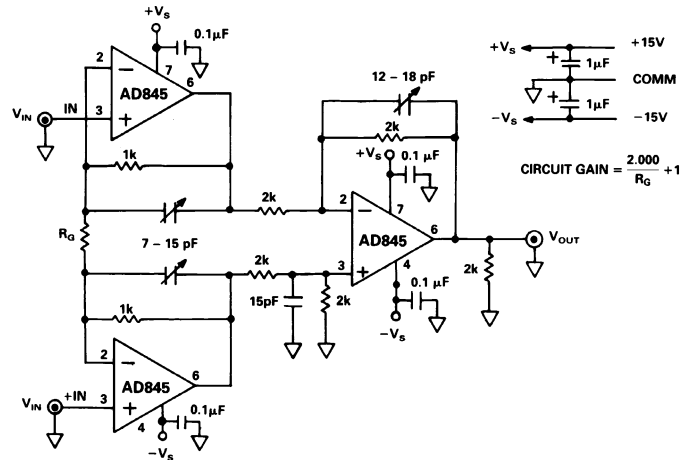 +VS
0.1µF
7
2
–
6
AD845
VIN
IN
3
+
1k
2k
RG
7 – 15 pF
2k
15pF
2k
1k
2
–
6
AD845
VIN
+IN
3
+
4
0.1µF
–VS
12 – 18 pF
2k
+VS
0.1 µF
2
–
7
AD845
6
3
+
4
0.1 µF
–VS
2k
VOUT
+VS
+15V
+
1µF
COMM
+
1µF
–VS
–15V
CIRCUIT GAIN = 2.000 / RG +1